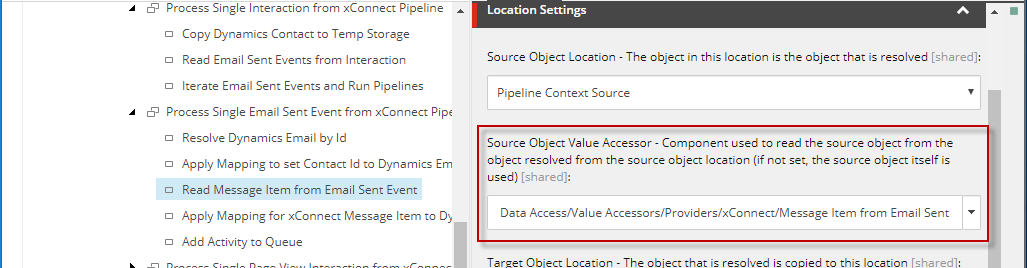 Process Single Interaction from xConnect Pipeline
Copy Dynamics Contact to Temp Storage
Read Email Sent Events from Interaction
Iterate Email Sent Events and Run Pipelines
Process Single Email Sent Event from xConnect Pipe
Resolve Dynamics Email by Id
Apply Mapping to set Contact Id to Dynamics Em
Read Message Item from Email Sent Event
Apply Mapping for xConnect Message Item to Dy
Add Activity to Queue
Process Single Page View Interaction from xConnec
Location Settings
Source Object Location - The object in this location is the object that is resolved [shared]:
Pipeline Context Source
Source Object Value Accessor - Component used to read the source object from the
object resolved from the source object location (if not set, the source object itself is
used) [shared]:
Data Access/Value Accessors/Providers/xConnect/Message Item from Email Sent
Target Object Location - The object that is resolved is copied to this location [shared]: